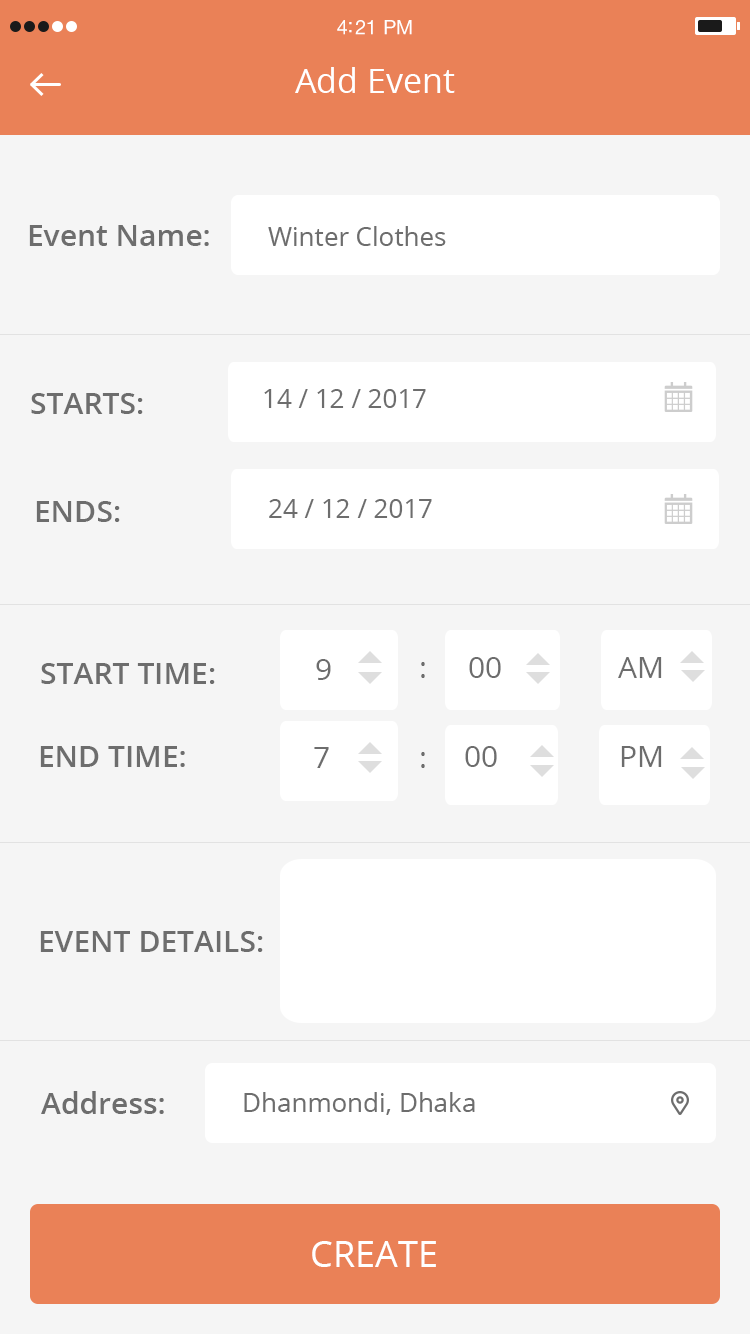 4:21 PM
Add Event
Event Name: Winter Clothes
STARTS: 14 / 12 / 2017
ENDS: 24 / 12 / 2017
START TIME: 9 : 00 AM
END TIME: 7 : 00 PM
EVENT DETAILS:
Address: Dhanmondi, Dhaka
CREATE